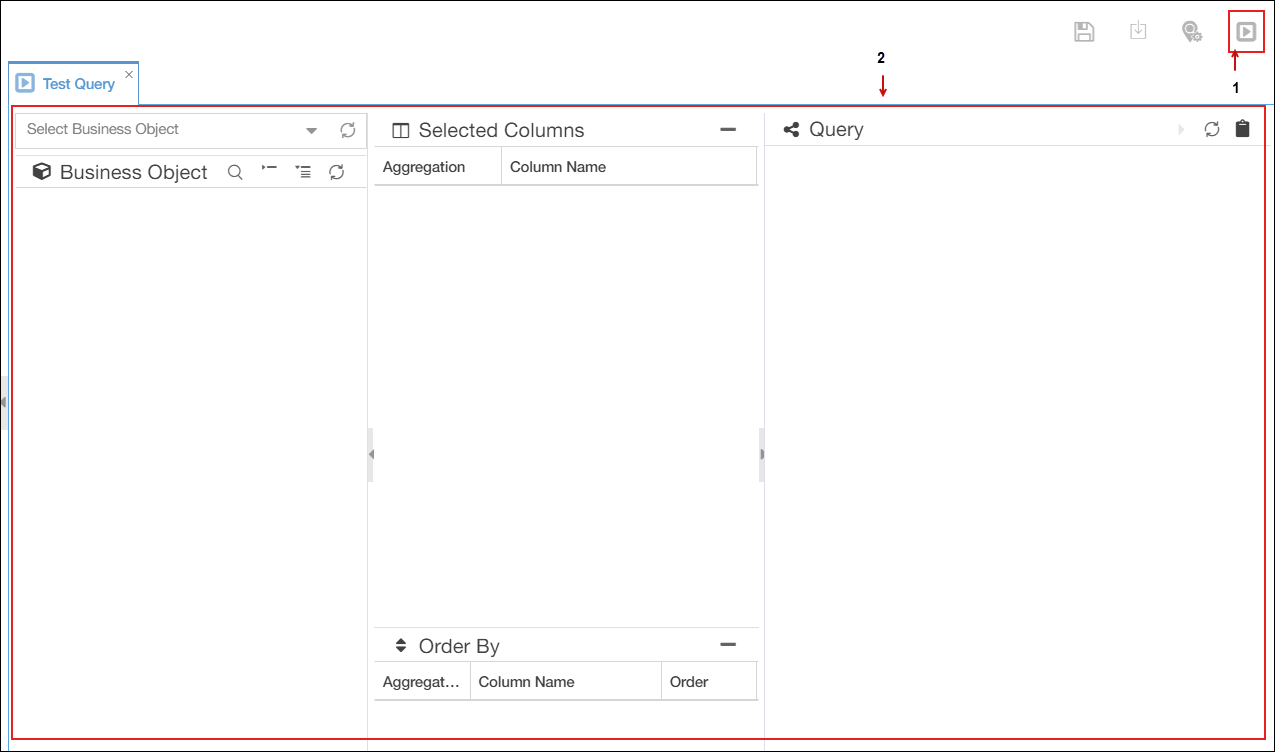 2
1
Test Query
Select Business Object
Business Object
Selected Columns
Aggregation Column Name
Query
Order By
Aggregat... Column Name Order